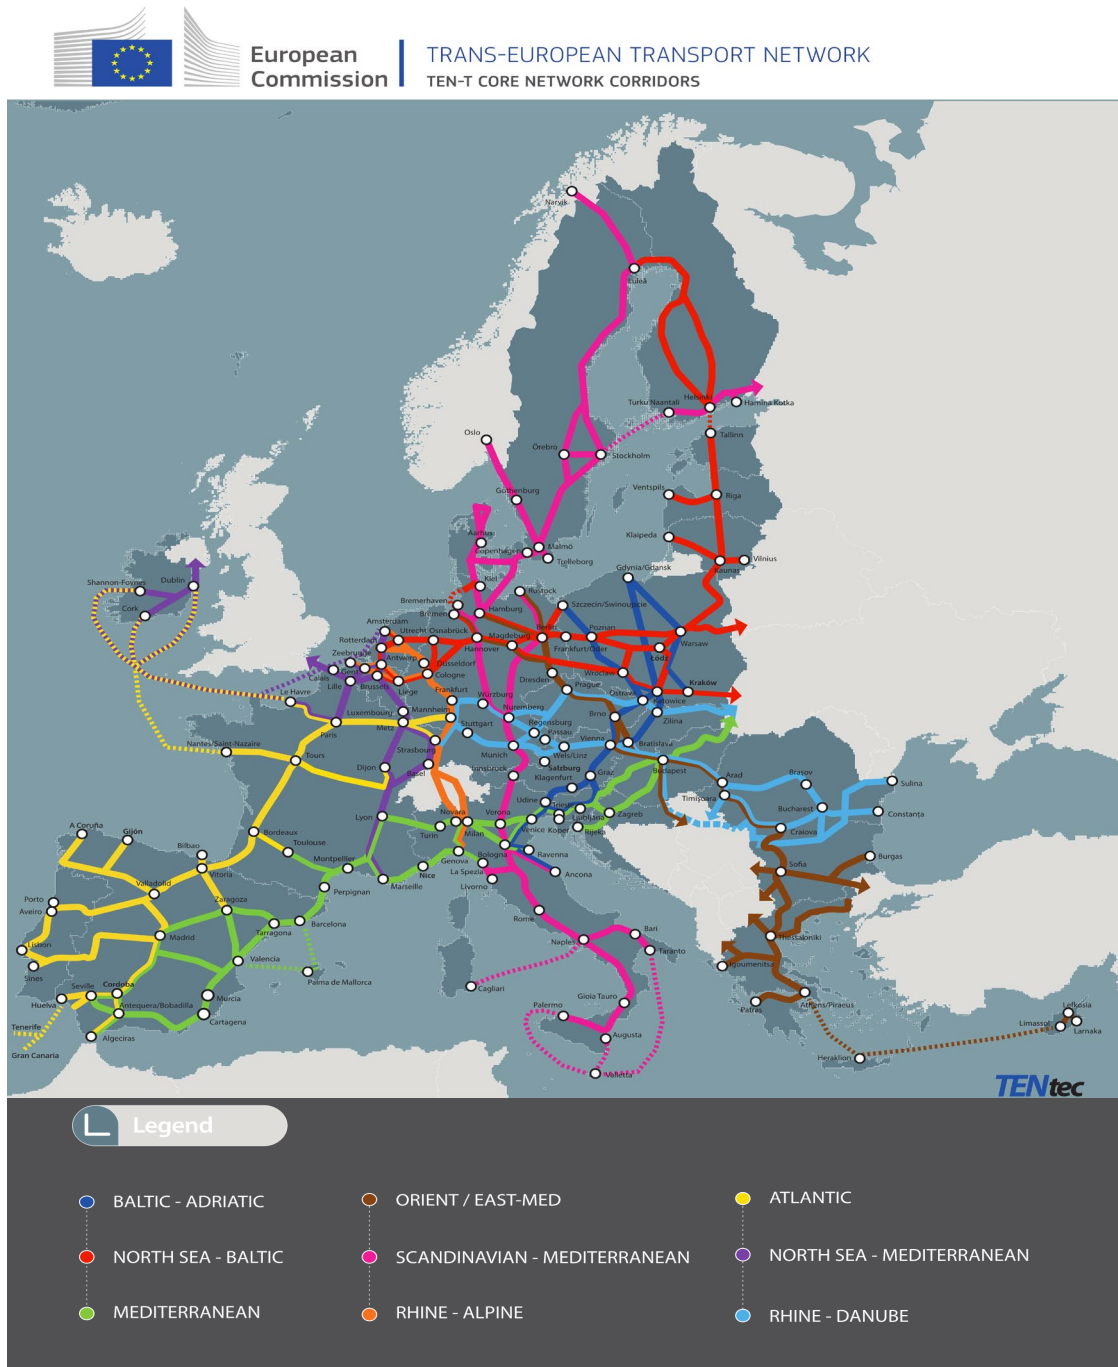 European
Commission
TRANS-EUROPEAN TRANSPORT NETWORK
TEN-T CORE NETWORK CORRIDORS
Narvik
Luleå
Turku Naantali
Helsinki
Hamina Kotka
Tallinn
Oslo
Örebro
Stockholm
Gothenburg
Ventspils
Riga
Aarhus
Copenhagen
Malmö
Trelleborg
Klaipeda
Kaunas
Vilnius
Gdynia/Gdansk
Shannon-Foynes
Dublin
Cork
Kiel
Rostock
Bremerhaven
Bremen
Hamburg
Szczecin/Swinoujscie
Amsterdam
Rotterdam
Utrecht
Osnabrück
Hannover
Magdeburg
Berlin
Frankfurt/Oder
Poznan
Warsaw
Zeebrugge
Gent
Antwerp
Düsseldorf
Cologne
Łódz
Calais
Lille
Brussels
Liège
Dresden
Wroclaw
Prague
Kraków
Le Havre
Frankfurt
Würzburg
Ostrava
Katowice
Luxembourg
Mannheim
Nuremberg
Paris
Metz
Stuttgart
Regensburg
Passau
Brno
Zilina
Nantes/Saint-Nazaire
Tours
Strasbourg
Munich
Wels/Linz
Vienna
Bratislava
Dijon
Basel
Innsbruck
Salzburg
Klagenfurt
Graz
Budapest
Arad
Brasov
Sulina
Timişoara
Lyon
Novara
Verona
Udine
Trieste
Ljubljana
Zagreb
Bucharest
Constanța
Craiova
A Coruña
Gijón
Bilbao
Bordeaux
Toulouse
Turin
Milan
Venice
Koper
Rijeka
Vitoria
Montpellier
Genova
Bologna
Ravenna
Sofia
Burgas
Valladolid
Perpignan
Marseille
Nice
La Spezia
Livorno
Ancona
Porto
Aveiro
Zaragoza
Tarragona
Barcelona
Rome
Madrid
Lisbon
Sines
Valencia
Palma de Mallorca
Naples
Bari
Taranto
Thessaloniki
Igoumenitsa
Seville
Cordoba
Huelva
Antequera/Bobadilla
Murcia
Cartagena
Cagliari
Gioia Tauro
Patras
Athens/Piraeus
Tenerife
Gran Canaria
Algeciras
Palermo
Augusta
Valletta
Heraklion
Lefkosia
Limassol
Larnaka
TENtec
Legend
BALTIC - ADRIATIC
ORIENT / EAST-MED
ATLANTIC
NORTH SEA - BALTIC
SCANDINAVIAN - MEDITERRANEAN
NORTH SEA - MEDITERRANEAN
MEDITERRANEAN
RHINE - ALPINE
RHINE - DANUBE